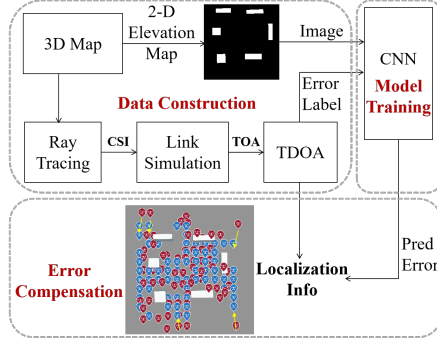 3D Map
2-D
Elevation
Map
Image
CNN
Model
Training
Data Construction
Error
Label
Ray
Tracing
CSI
Link
Simulation
TOA
TDOA
Error
Compensation
Localization
Info
Pred
Error